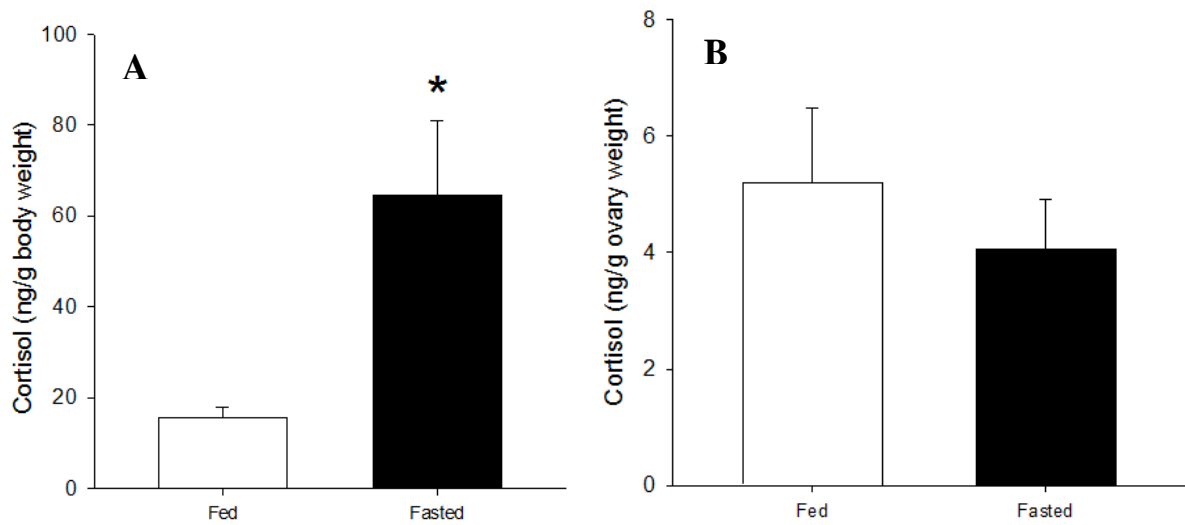 A
Cortisol (ng/g body weight)
100
80
60
40
20
0
*
Fed
Fasted
B
Cortisol (ng/g ovary weight)
8
6
4
2
0
Fed
Fasted